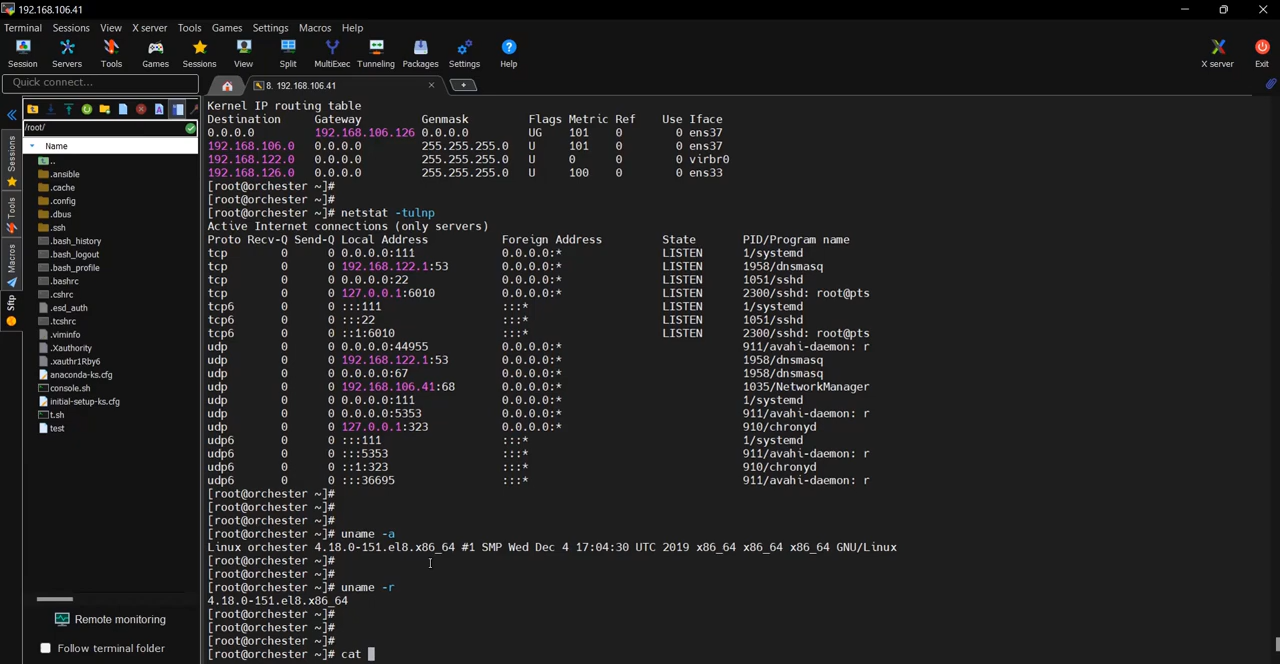 192.168.106.41
Terminal Sessions View X server Tools Games Settings Macros Help
Session Servers Tools Games Sessions View Split MultiExec Tunneling Packages Settings Help X server Exit
Quick connect...
8. 192.168.106.41
/root/
Name
..
.ansible
.cache
.config
.dbus
.ssh
.bash_history
.bash_logout
.bash_profile
.bashrc
.cshrc
.esd_auth
.tcshrc
.viminfo
.Xauthority
.xauthr1Rby6
anaconda-ks.cfg
console.sh
initial-setup-ks.cfg
t.sh
test
Remote monitoring
Follow terminal folder
Sessions
Tools
Macros
Sftp
Kernel IP routing table
Destination Gateway Genmask Flags Metric Ref Use Iface
0.0.0.0 192.168.106.126 0.0.0.0 UG 101 0 0 ens37
192.168.106.0 0.0.0.0 255.255.255.0 U 101 0 0 ens37
192.168.122.0 0.0.0.0 255.255.255.0 U 0 0 0 virbr0
192.168.126.0 0.0.0.0 255.255.255.0 U 100 0 0 ens33
[root@orchester ~]#
[root@orchester ~]#
[root@orchester ~]# netstat -tulnp
Active Internet connections (only servers)
Proto Recv-Q Send-Q Local Address Foreign Address State PID/Program name
tcp 0 0 0.0.0.0:111 0.0.0.0:* LISTEN 1/systemd
tcp 0 0 192.168.122.1:53 0.0.0.0:* LISTEN 1958/dnsmasq
tcp 0 0 0.0.0.0:22 0.0.0.0:* LISTEN 1051/sshd
tcp 0 0 127.0.0.1:6010 0.0.0.0:* LISTEN 2300/sshd: root@pts
tcp6 0 0 :::111 :::* LISTEN 1/systemd
tcp6 0 0 :::22 :::* LISTEN 1051/sshd
tcp6 0 0 ::1:6010 :::* LISTEN 2300/sshd: root@pts
udp 0 0 0.0.0.0:44955 0.0.0.0:* 911/avahi-daemon: r
udp 0 0 192.168.122.1:53 0.0.0.0:* 1958/dnsmasq
udp 0 0 0.0.0.0:67 0.0.0.0:* 1958/dnsmasq
udp 0 0 192.168.106.41:68 0.0.0.0:* 1035/NetworkManager
udp 0 0 0.0.0.0:111 0.0.0.0:* 1/systemd
udp 0 0 0.0.0.0:5353 0.0.0.0:* 911/avahi-daemon: r
udp 0 0 127.0.0.1:323 0.0.0.0:* 910/chronyd
udp6 0 0 :::111 :::* 1/systemd
udp6 0 0 :::5353 :::* 911/avahi-daemon: r
udp6 0 0 ::1:323 :::* 910/chronyd
udp6 0 0 :::36695 :::* 911/avahi-daemon: r
[root@orchester ~]#
[root@orchester ~]#
[root@orchester ~]# uname -a
Linux orchester 4.18.0-151.el8.x86_64 #1 SMP Wed Dec 4 17:04:30 UTC 2019 x86_64 x86_64 x86_64 GNU/Linux
[root@orchester ~]#
[root@orchester ~]#
[root@orchester ~]# uname -r
4.18.0-151.el8.x86_64
[root@orchester ~]#
[root@orchester ~]#
[root@orchester ~]#
[root@orchester ~]# cat